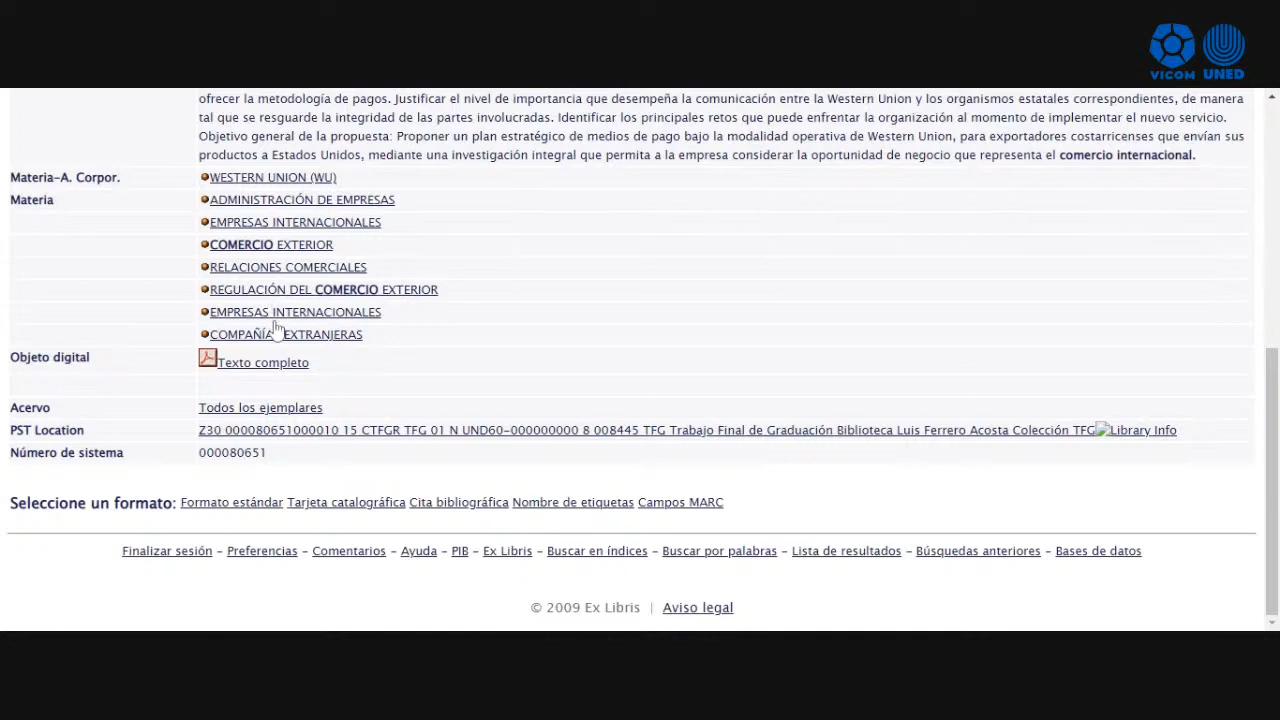 VICOM UNED
ofrecer la metodología de pagos. Justificar el nivel de importancia que desempeña la comunicación entre la Western Union y los organismos estatales correspondientes, de manera
tal que se resguarde la integridad de las partes involucradas. Identificar los principales retos que puede enfrentar la organización al momento de implementar el nuevo servicio.
Objetivo general de la propuesta: Proponer un plan estratégico de medios de pago bajo la modalidad operativa de Western Union, para exportadores costarricenses que envían sus
productos a Estados Unidos, mediante una investigación integral que permita a la empresa considerar la oportunidad de negocio que representa el comercio internacional.
Materia-A. Corpor. WESTERN UNION (WU)
Materia ADMINISTRACIÓN DE EMPRESAS
EMPRESAS INTERNACIONALES
COMERCIO EXTERIOR
RELACIONES COMERCIALES
REGULACIÓN DEL COMERCIO EXTERIOR
EMPRESAS INTERNACIONALES
COMPAÑÍA EXTRANJERAS
Objeto digital Texto completo
Acervo Todos los ejemplares
PST Location Z30 000080651000010 15 CTFGR TFG 01 N UND60-000000000 8 008445 TFG Trabajo Final de Graduación Biblioteca Luis Ferrero Acosta Colección TFG Library Info
Número de sistema 000080651
Seleccione un formato: Formato estándar Tarjeta catalográfica Cita bibliográfica Nombre de etiquetas Campos MARC
Finalizar sesión - Preferencias - Comentarios - Ayuda - PIB - Ex Libris - Buscar en índices - Buscar por palabras - Lista de resultados - Búsquedas anteriores - Bases de datos
© 2009 Ex Libris | Aviso legal